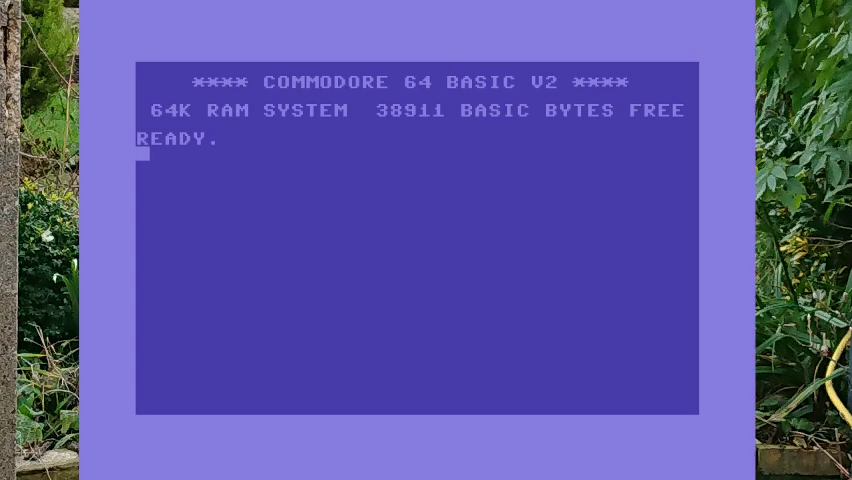 **** COMMODORE 64 BASIC V2 ****
64K RAM SYSTEM  38911 BASIC BYTES FREE
READY.